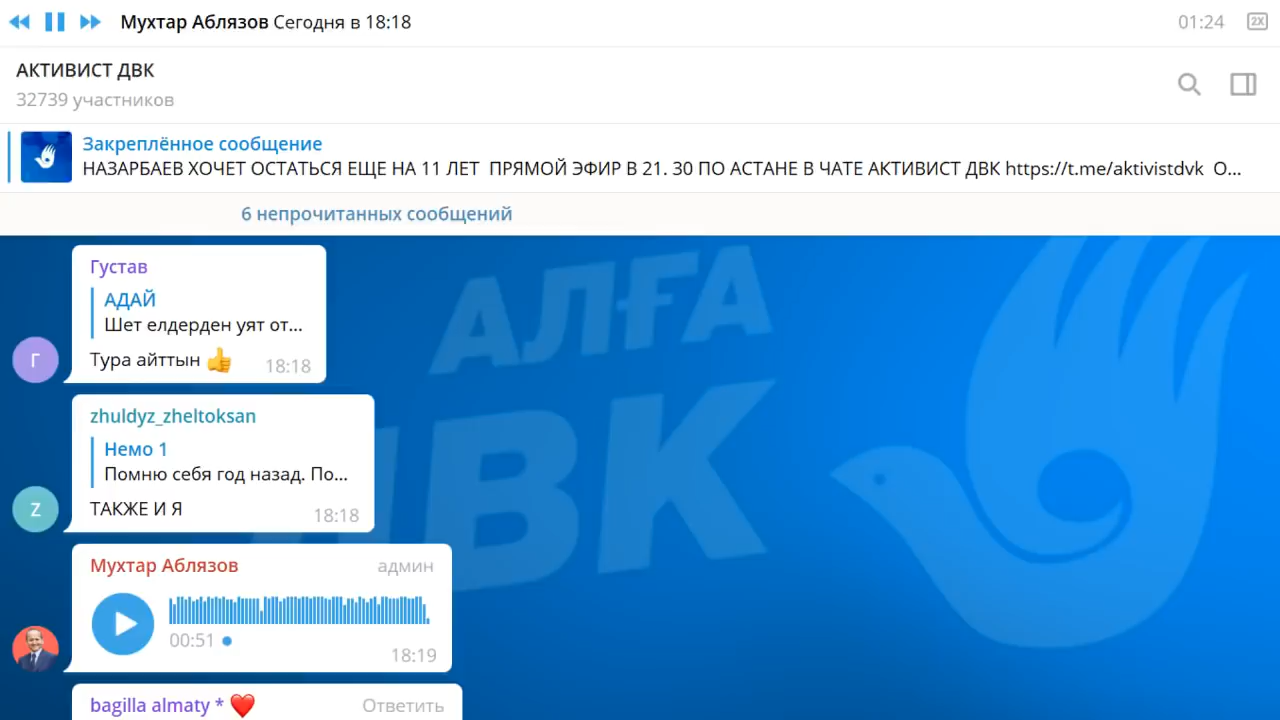 Мухтар Аблязов Сегодня в 18:18
01:24
2X
АКТИВИСТ ДВК
32739 участников
Закреплённое сообщение
НАЗАРБАЕВ ХОЧЕТ ОСТАТЬСЯ ЕЩЕ НА 11 ЛЕТ ПРЯМОЙ ЭФИР В 21. 30 ПО АСТАНЕ В ЧАТЕ АКТИВИСТ ДВК https://t.me/aktivistdvk О...
6 непрочитанных сообщений
АЛҒА
ДВК
Густав
АДАЙ
Шет елдерден уят от...
Г
Тура айттын 👍
18:18
zhuldyz_zheltoksan
Немо 1
Помню себя год назад. По...
Z
ТАКЖЕ И Я
18:18
Мухтар Аблязов
админ
00:51
18:19
bagilla almaty * ❤️
Ответить